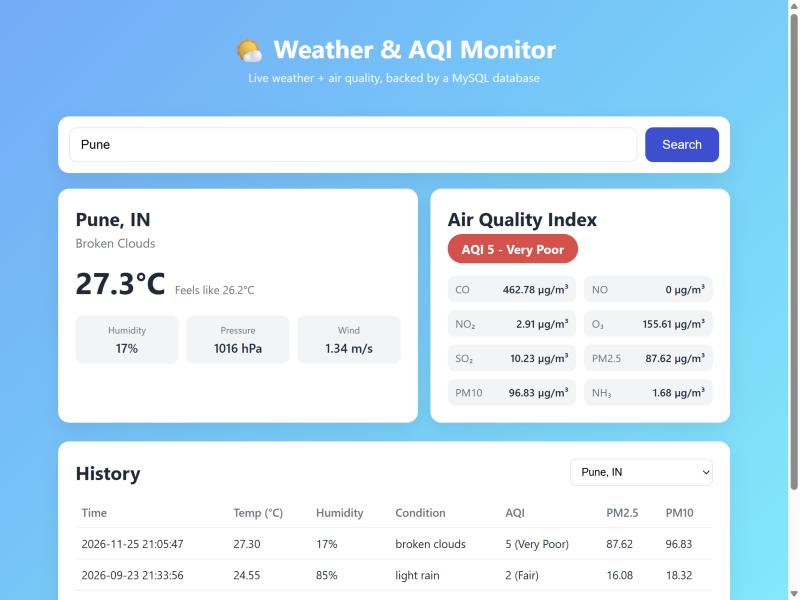 Weather & AQI Monitor
Live weather + air quality, backed by a MySQL database
Pune
Search
Pune, IN
Broken Clouds
27.3°C Feels like 26.2°C
Humidity Pressure Wind
17% 1016 hPa 1.34 m/s
Air Quality Index
AQI 5 - Very Poor
CO 462.78 µg/m³ NO 0 µg/m³
NO₂ 2.91 µg/m³ O₃ 155.61 µg/m³
SO₂ 10.23 µg/m³ PM2.5 87.62 µg/m³
PM10 96.83 µg/m³ NH₃ 1.68 µg/m³
History
Pune, IN
Time Temp (°C) Humidity Condition AQI PM2.5 PM10
2026-11-25 21:05:47 27.30 17% broken clouds 5 (Very Poor) 87.62 96.83
2026-09-23 21:33:56 24.55 85% light rain 2 (Fair) 16.08 18.32